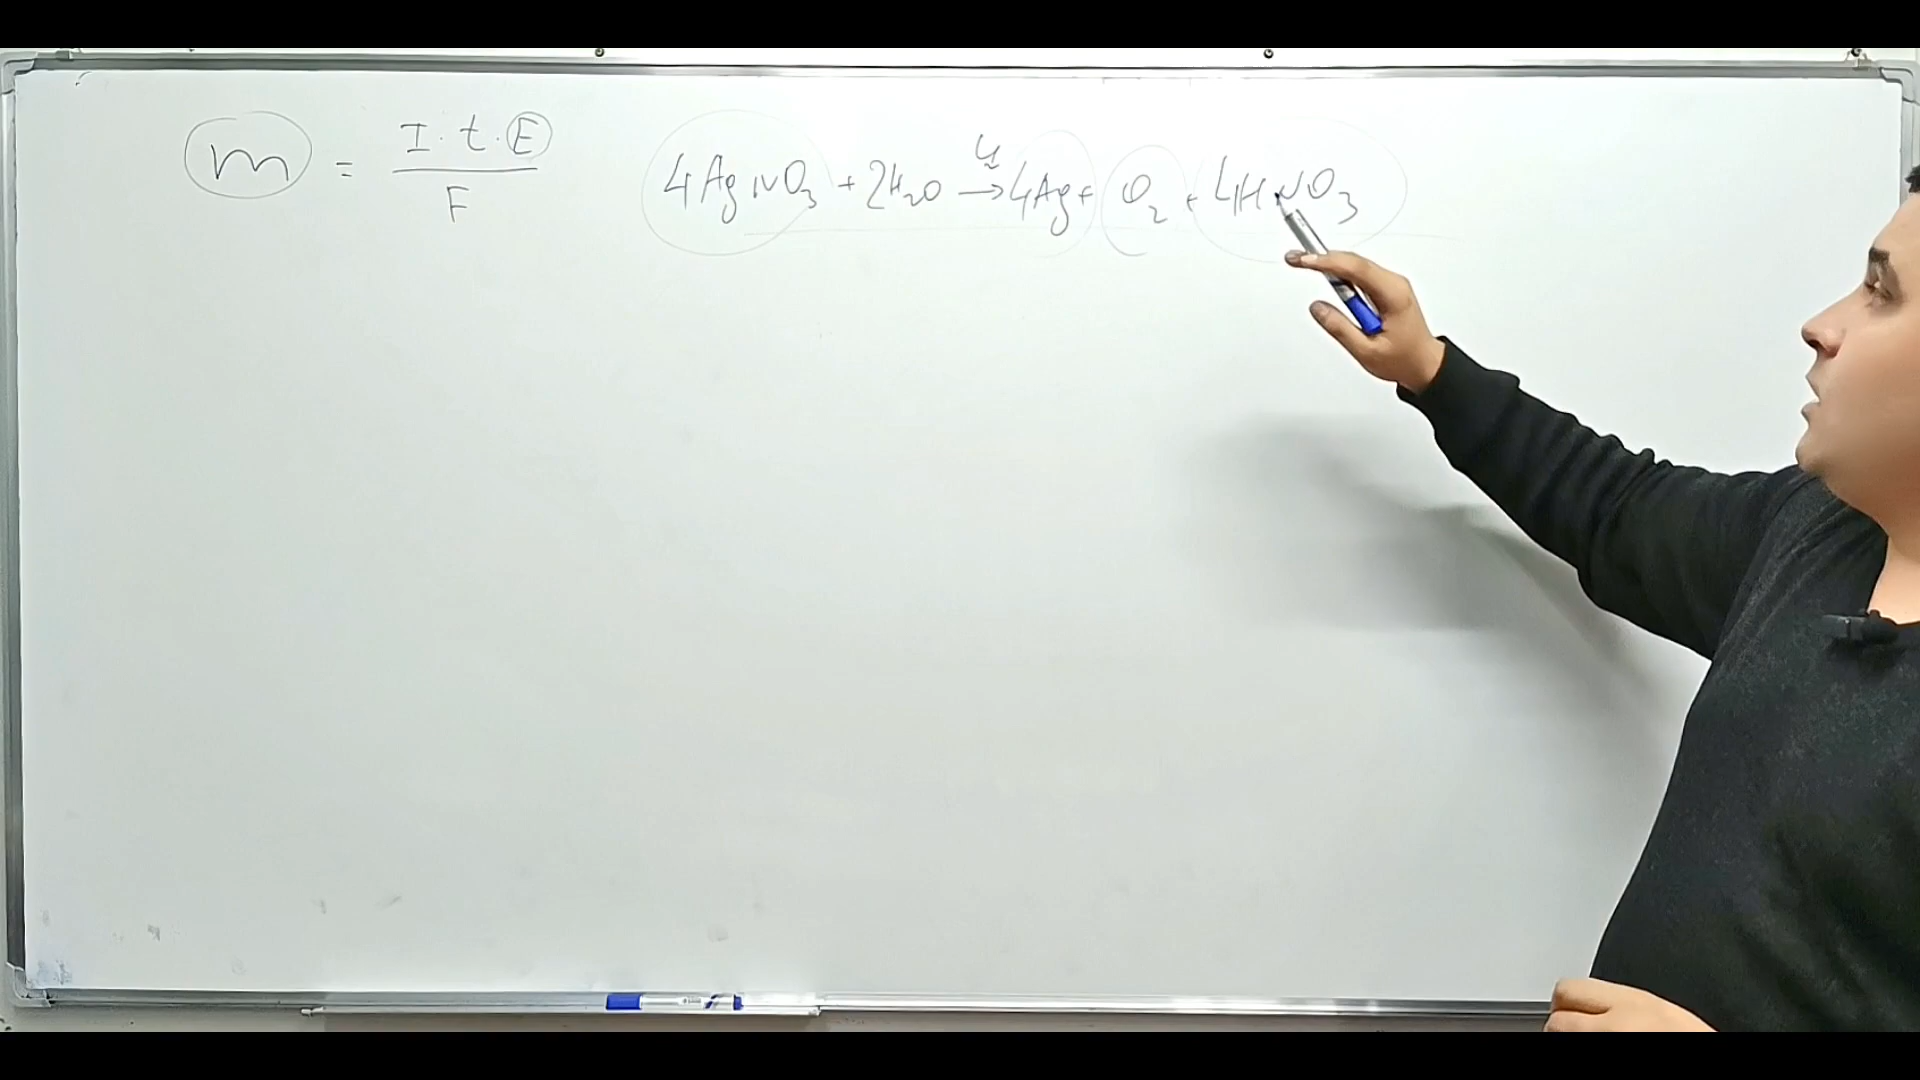 m = I · t · E / F
4AgNO₃ + 2H₂O → 4Ag + O₂ + 4HNO₃